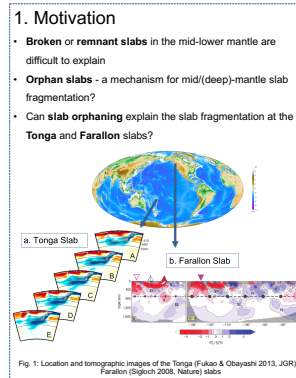 1. Motivation
• Broken or remnant slabs in the mid-lower mantle are
difficult to explain
• Orphan slabs - a mechanism for mid/(deep)-mantle slab
fragmentation?
• Can slab orphaning explain the slab fragmentation at the
Tonga and Farallon slabs?
a. Tonga Slab
b. Farallon Slab
A
B
C
D
E
Fig. 1: Location and tomographic images of the Tonga (Fukao & Obayashi 2013, JGR)
Farallon (Sigloch 2008, Nature) slabs